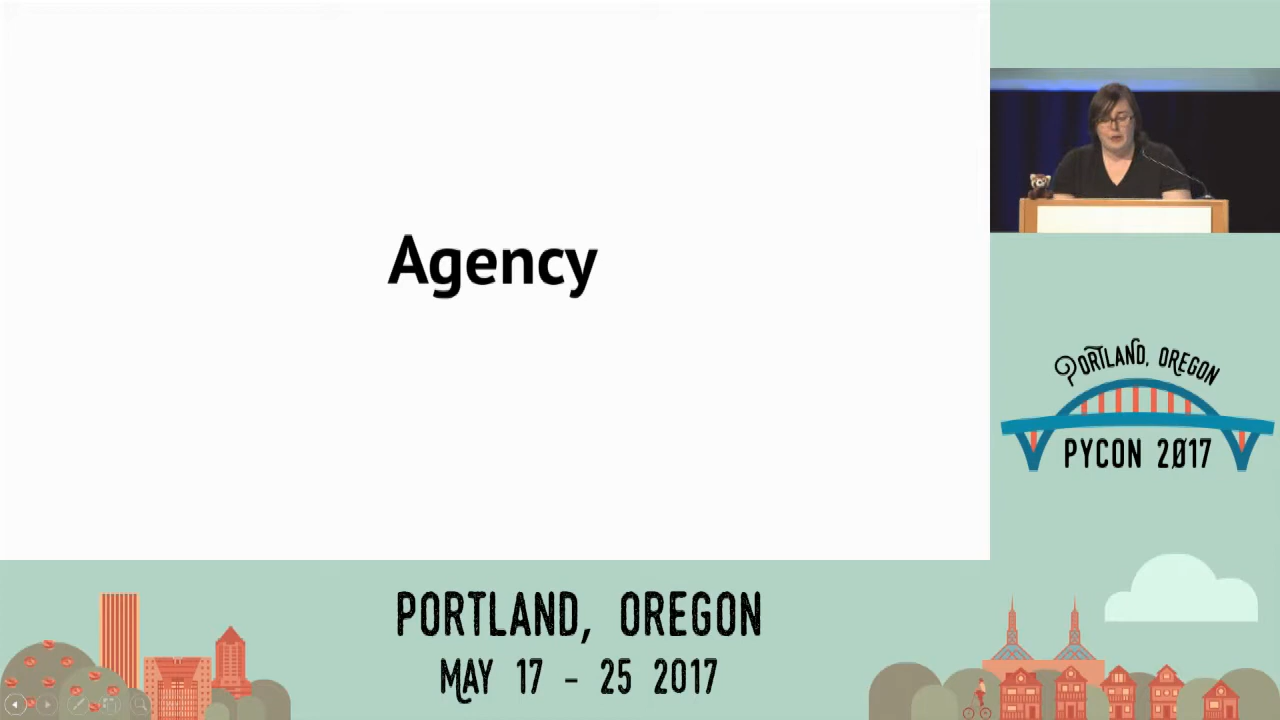 Agency
PORTLAND, OREGON
PYCON 2017
PORTLAND, OREGON
MAY 17 - 25 2017